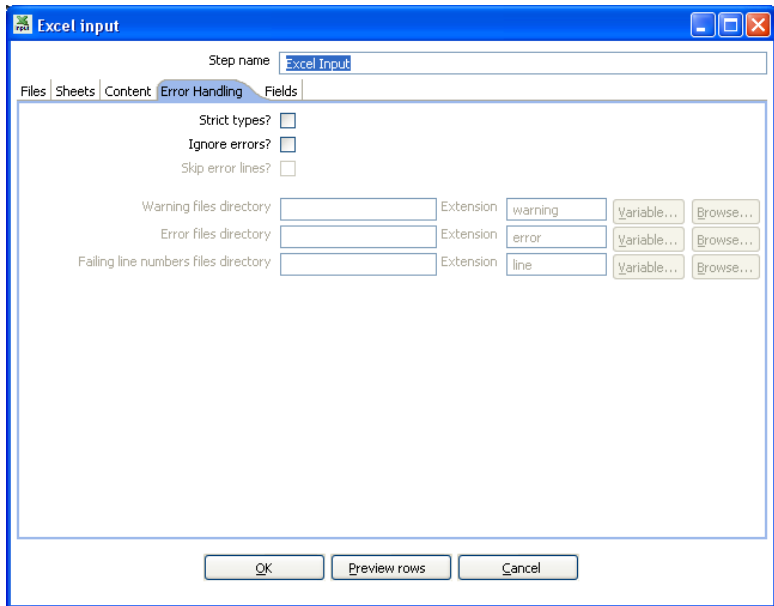 Excel input
Step name Excel Input
Files Sheets Content Error Handling Fields
Strict types?
Ignore errors?
Skip error lines?
Warning files directory Extension warning Variable... Browse...
Error files directory Extension error Variable... Browse...
Failing line numbers files directory Extension line Variable... Browse...
OK Preview rows Cancel